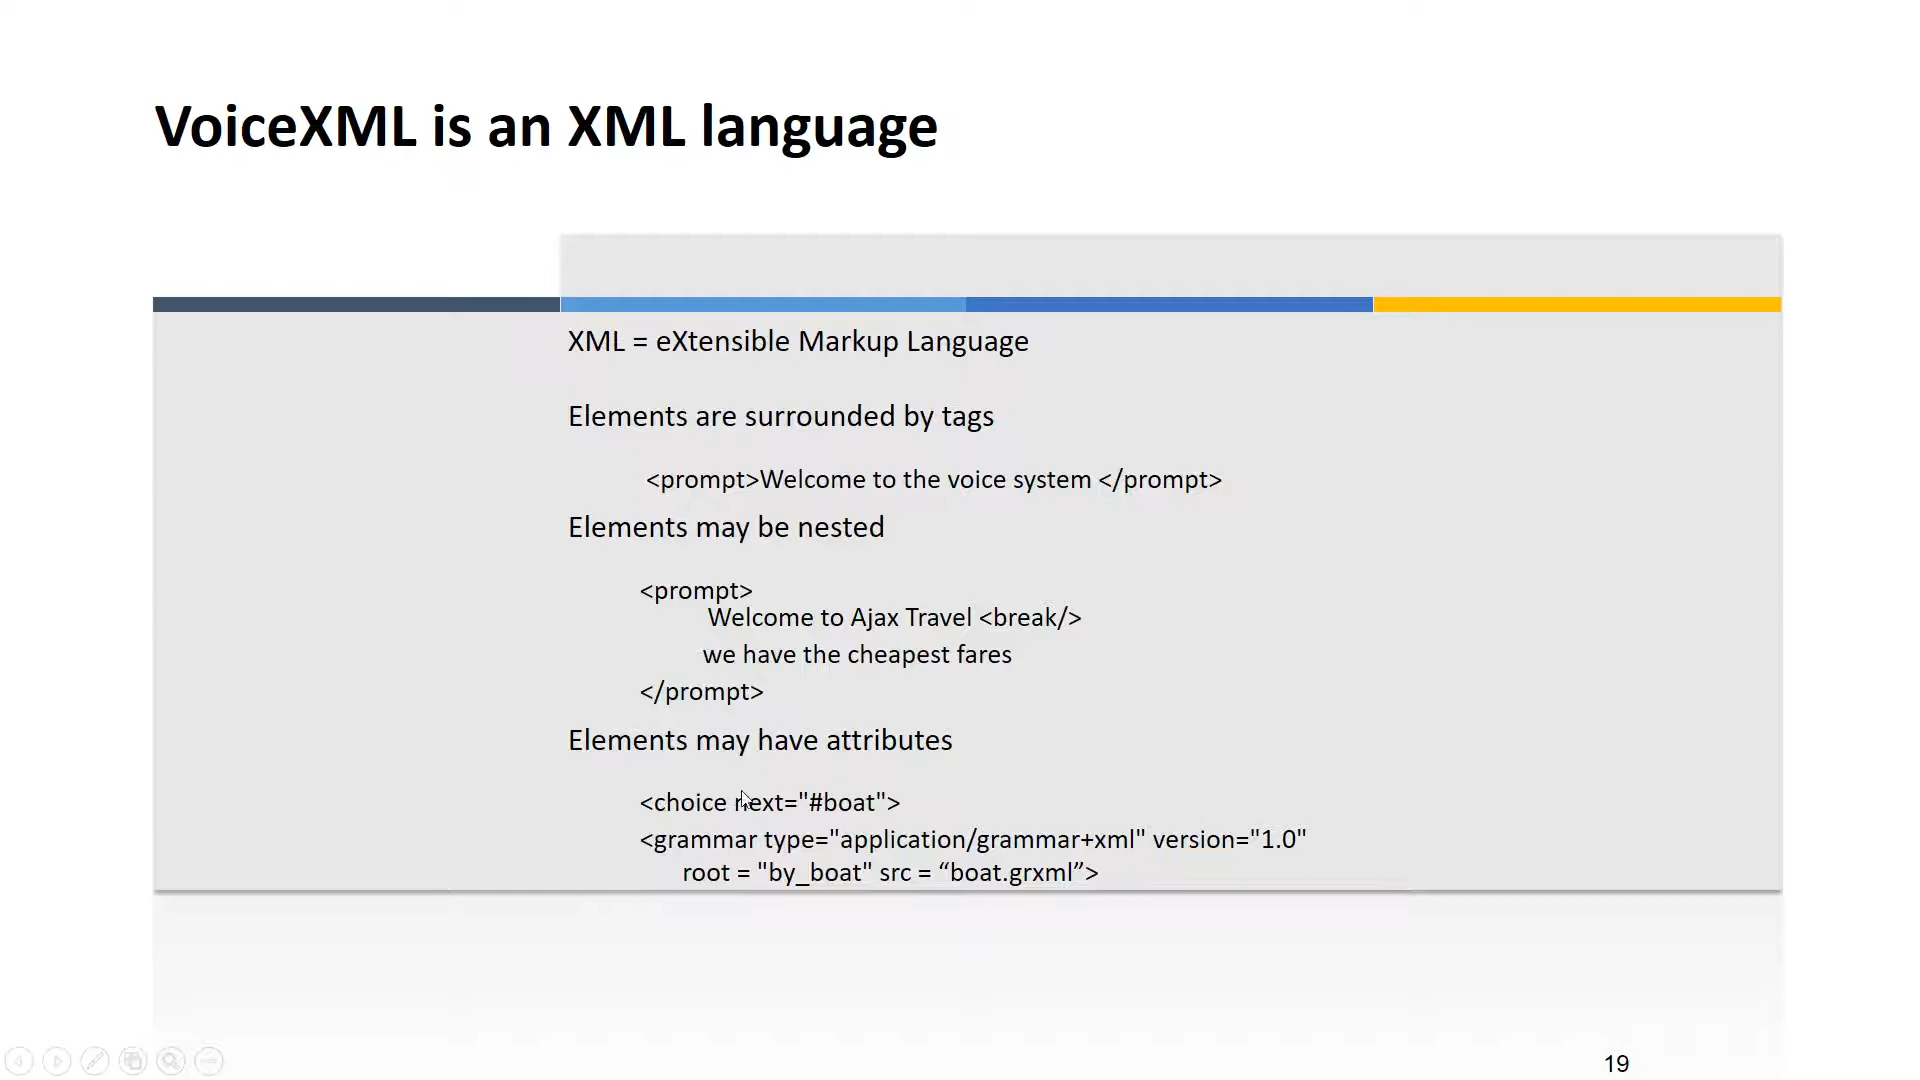 VoiceXML is an XML language
XML = eXtensible Markup Language
Elements are surrounded by tags
<prompt>Welcome to the voice system </prompt>
Elements may be nested
<prompt>
Welcome to Ajax Travel <break/>
we have the cheapest fares
</prompt>
Elements may have attributes
<choice next="#boat">
<grammar type="application/grammar+xml" version="1.0"
root = "by_boat" src = “boat.grxml”>
19